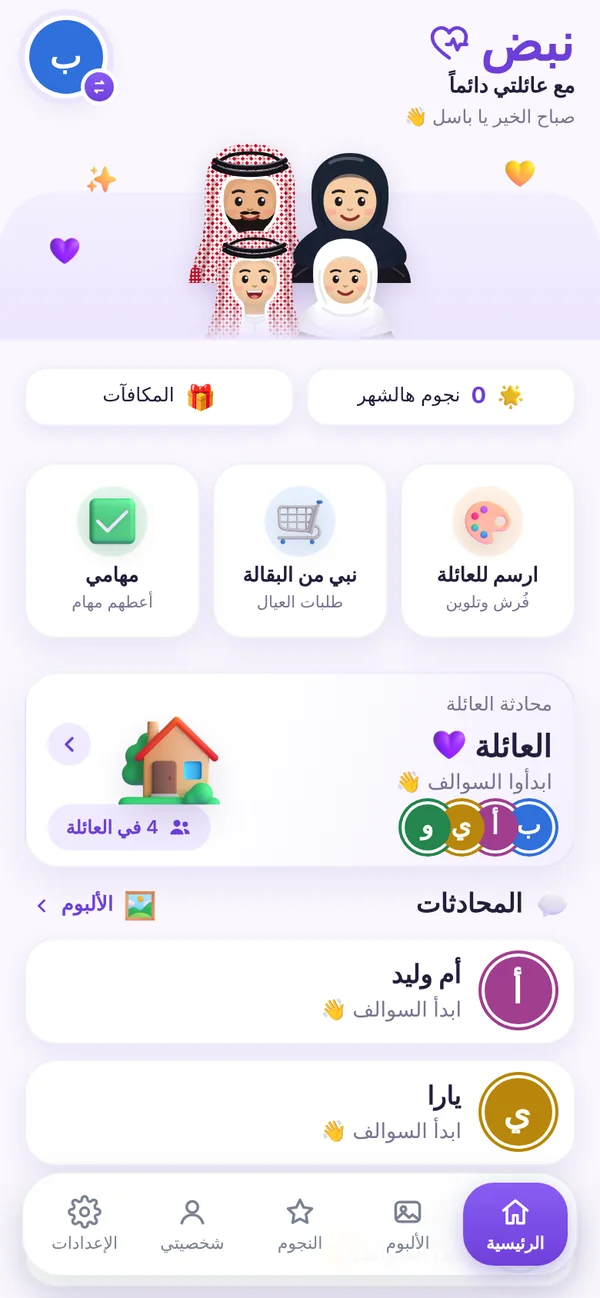 نبض
ب
مع عائلتي دائماً
صباح الخير يا باسل 👋
0 نجوم هالشهر
المكافآت
ارسم للعائلة
فُرش وتلوين
نبي من البقالة
طلبات العيال
مهامي
أعطهم مهام
محادثة العائلة
العائلة 💜
ابدأوا السوالف 👋
ب أ ي و
4 في العائلة
المحادثات
الألبوم
أ
أم وليد
ابدأ السوالف 👋
ي
يارا
ابدأ السوالف 👋
الرئيسية
الألبوم
النجوم
شخصيتي
الإعدادات